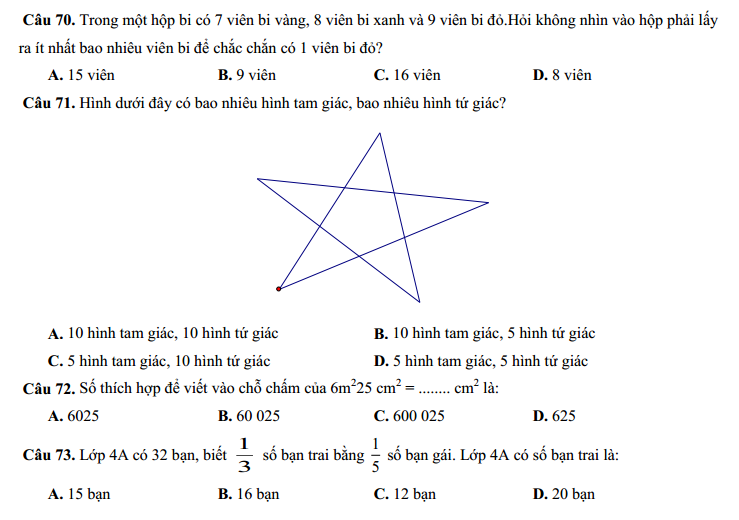 Câu 70. Trong một hộp bi có 7 viên bi vàng, 8 viên bi xanh và 9 viên bi đỏ.Hỏi không nhìn vào hộp phải lấy
ra ít nhất bao nhiêu viên bi để chắc chắn có 1 viên bi đỏ?
A. 15 viên B. 9 viên C. 16 viên D. 8 viên
Câu 71. Hình dưới đây có bao nhiêu hình tam giác, bao nhiêu hình tứ giác?
A. 10 hình tam giác, 10 hình tứ giác B. 10 hình tam giác, 5 hình tứ giác
C. 5 hình tam giác, 10 hình tứ giác D. 5 hình tam giác, 5 hình tứ giác
Câu 72. Số thích hợp để viết vào chỗ chấm của 6m²25 cm² = ........ cm² là:
A. 6025 B. 60 025 C. 600 025 D. 625
Câu 73. Lớp 4A có 32 bạn, biết 1/3 số bạn trai bằng 1/5 số bạn gái. Lớp 4A có số bạn trai là:
A. 15 bạn B. 16 bạn C. 12 bạn D. 20 bạn